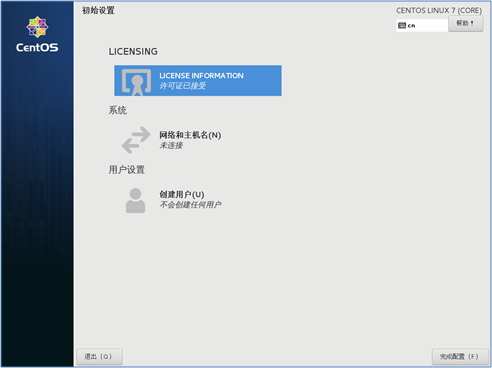 初始设置
CENTOS LINUX 7 (CORE)
cn
帮助！
CentOS
LICENSING
LICENSE INFORMATION
许可证已接受
系统
网络和主机名(N)
未连接
用户设置
创建用户(U)
不会创建任何用户
退出（Q）
完成配置（F）